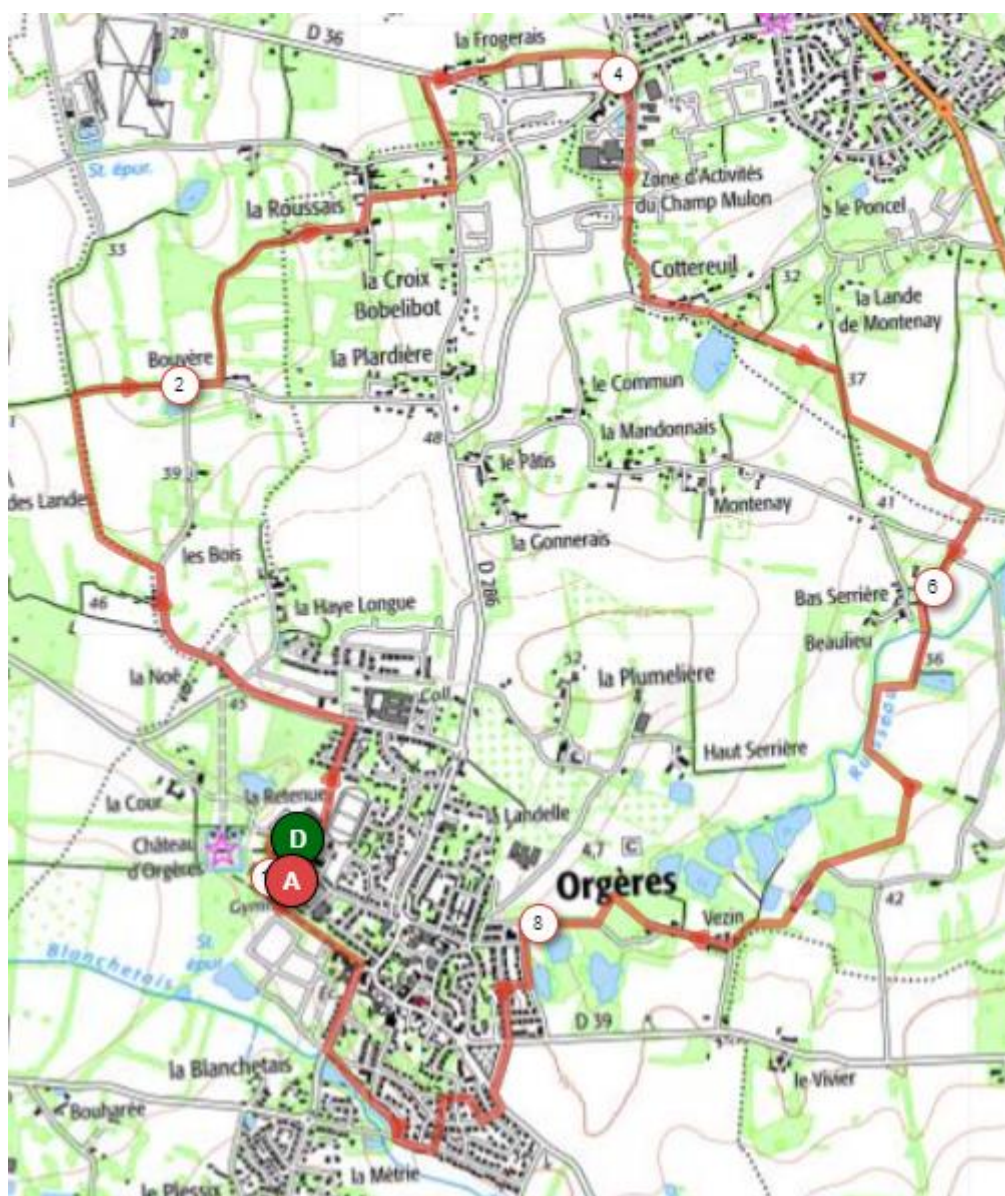 28
D 36
la Frogerais
4
St. épur.
Zone d'Activités
du Champ Mulon
la Roussais
le Poncel
33
Cottereuil
32
la Croix
Bobelibot
la Lande
de Montenay
Bouvère
la Plardière
2
37
le Commun
48
la Mandonnais
39
le Pâtis
des Landes
Montenay
41
la Gonnerais
les Bois
D 786
46
la Haye Longue
Bas Serrière
6
Beaulieu
52
36
la Noë
Coll.
la Plumelière
45
Haut Serrière
la Retenue
la Cour
la Landelle
Château
d'Orgères
D
4,7
C
A
Orgères
42
8
Vezin
St.
épur.
Blanchetais
D 39
la Blanchetais
le Vivier
Bouharée
la Métrie
le Plessix